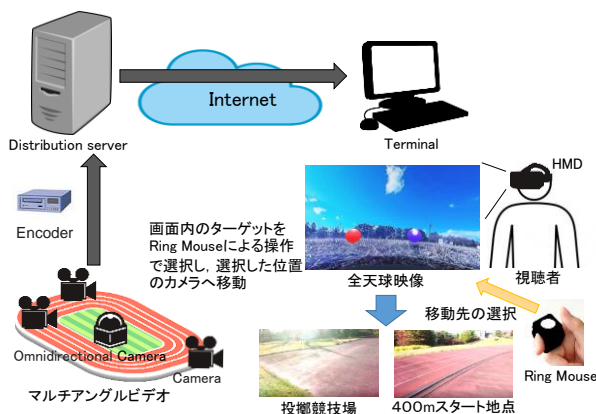 Internet
Distribution server
Terminal
HMD
Encoder
画面内のターゲットを
Ring Mouseによる操作
で選択し，選択した位置
のカメラへ移動
全天球映像
視聴者
移動先の選択
Omnidirectional Camera
Camera
Ring Mouse
マルチアングルビデオ
投擲競技場
400mスタート地点